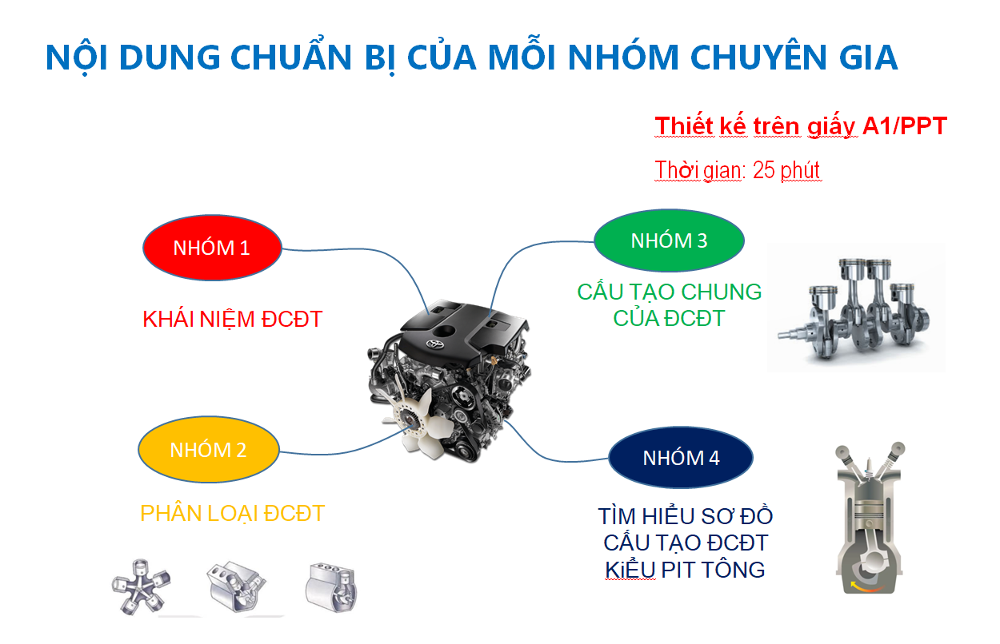 NỘI DUNG CHUẨN BỊ CỦA MỖI NHÓM CHUYÊN GIA
Thiết kế trên giấy A1/PPT
Thời gian: 25 phút
NHÓM 1
KHÁI NIỆM ĐCĐT
NHÓM 3
CẤU TẠO CHUNG
CỦA ĐCĐT
NHÓM 2
PHÂN LOẠI ĐCĐT
NHÓM 4
TÌM HIỂU SƠ ĐỒ
CẤU TẠO ĐCĐT
KiỂU PIT TÔNG